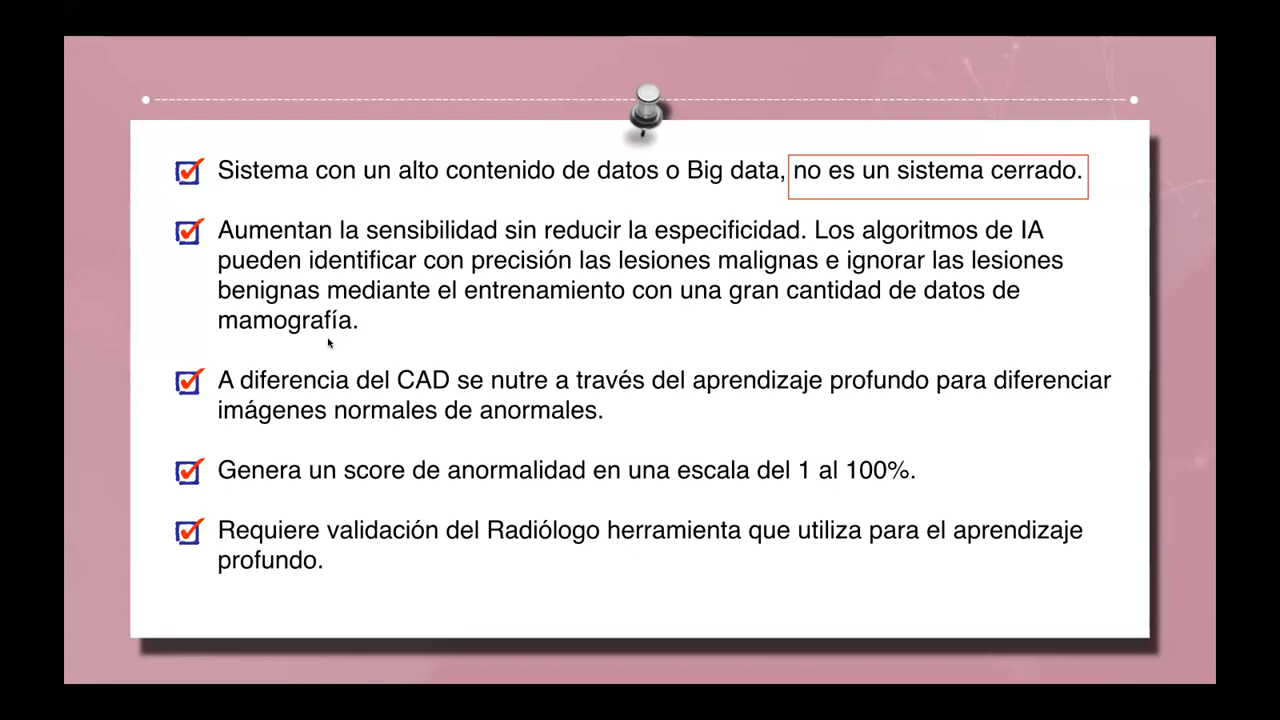 Sistema con un alto contenido de datos o Big data, no es un sistema cerrado.
Aumentan la sensibilidad sin reducir la especificidad. Los algoritmos de IA
pueden identificar con precisión las lesiones malignas e ignorar las lesiones
benignas mediante el entrenamiento con una gran cantidad de datos de
mamografía.
A diferencia del CAD se nutre a través del aprendizaje profundo para diferenciar
imágenes normales de anormales.
Genera un score de anormalidad en una escala del 1 al 100%.
Requiere validación del Radiólogo herramienta que utiliza para el aprendizaje
profundo.